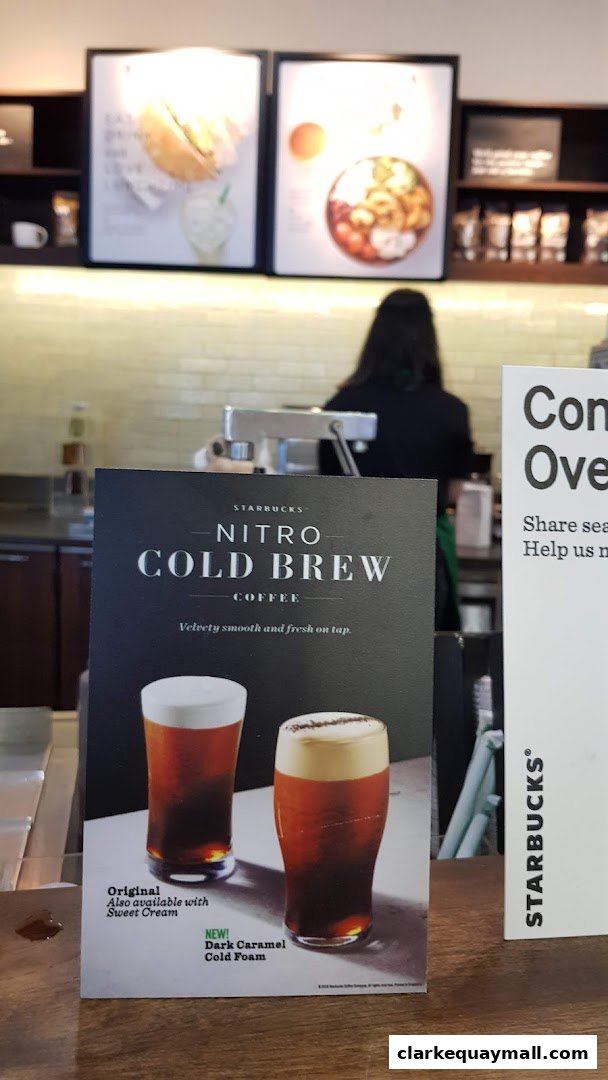 STARBUCKS
NITRO
COLD BREW
COFFEE
Velvety smooth and fresh on tap.
Original
Also available with
Sweet Cream
NEW!
Dark Caramel
Cold Foam
Con
Ove
Share sea
Help us n
STARBUCKS®
clarkequaymall.com